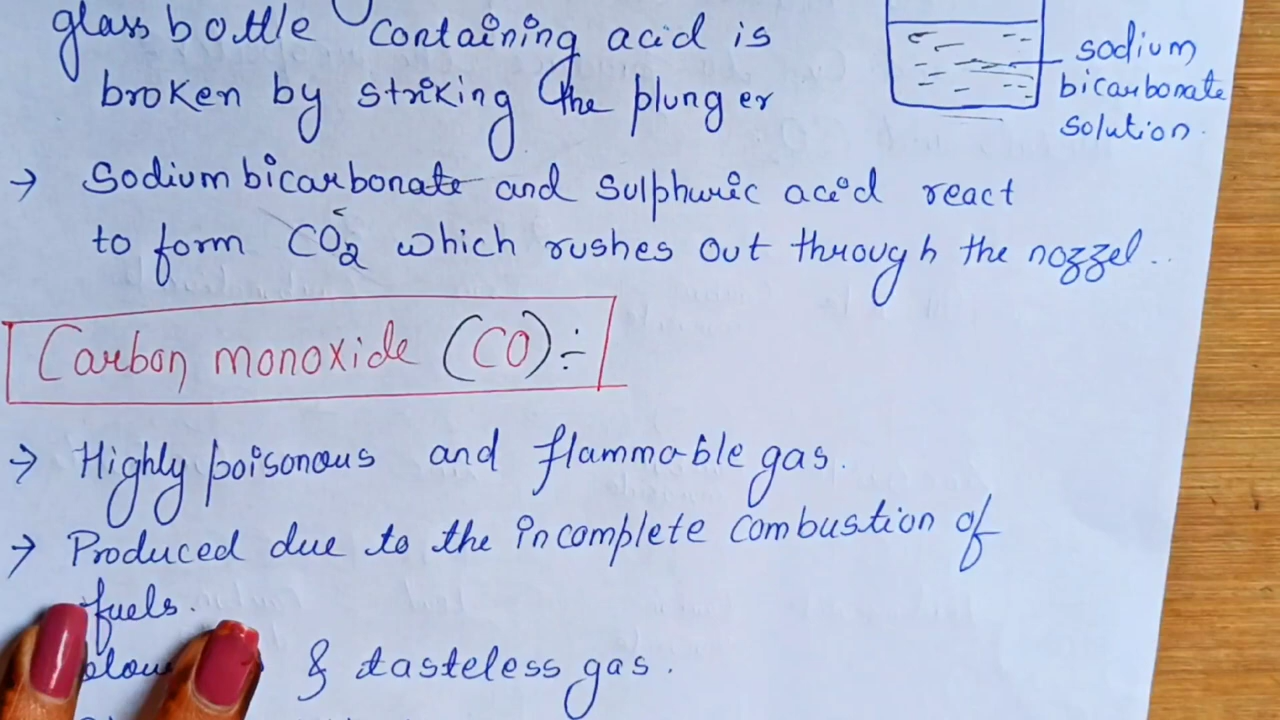 glass bottle containing acid is
broken by striking the plunger
sodium
bicarbonate
solution.
→ Sodium bicarbonate and sulphuric acid react
to form CO2 which rushes out through the nozzel..
Carbon monoxide (CO):-
→ Highly poisonous and flammable gas.
→ Produced due to the incomplete combustion of
fuels.
& tasteless gas.